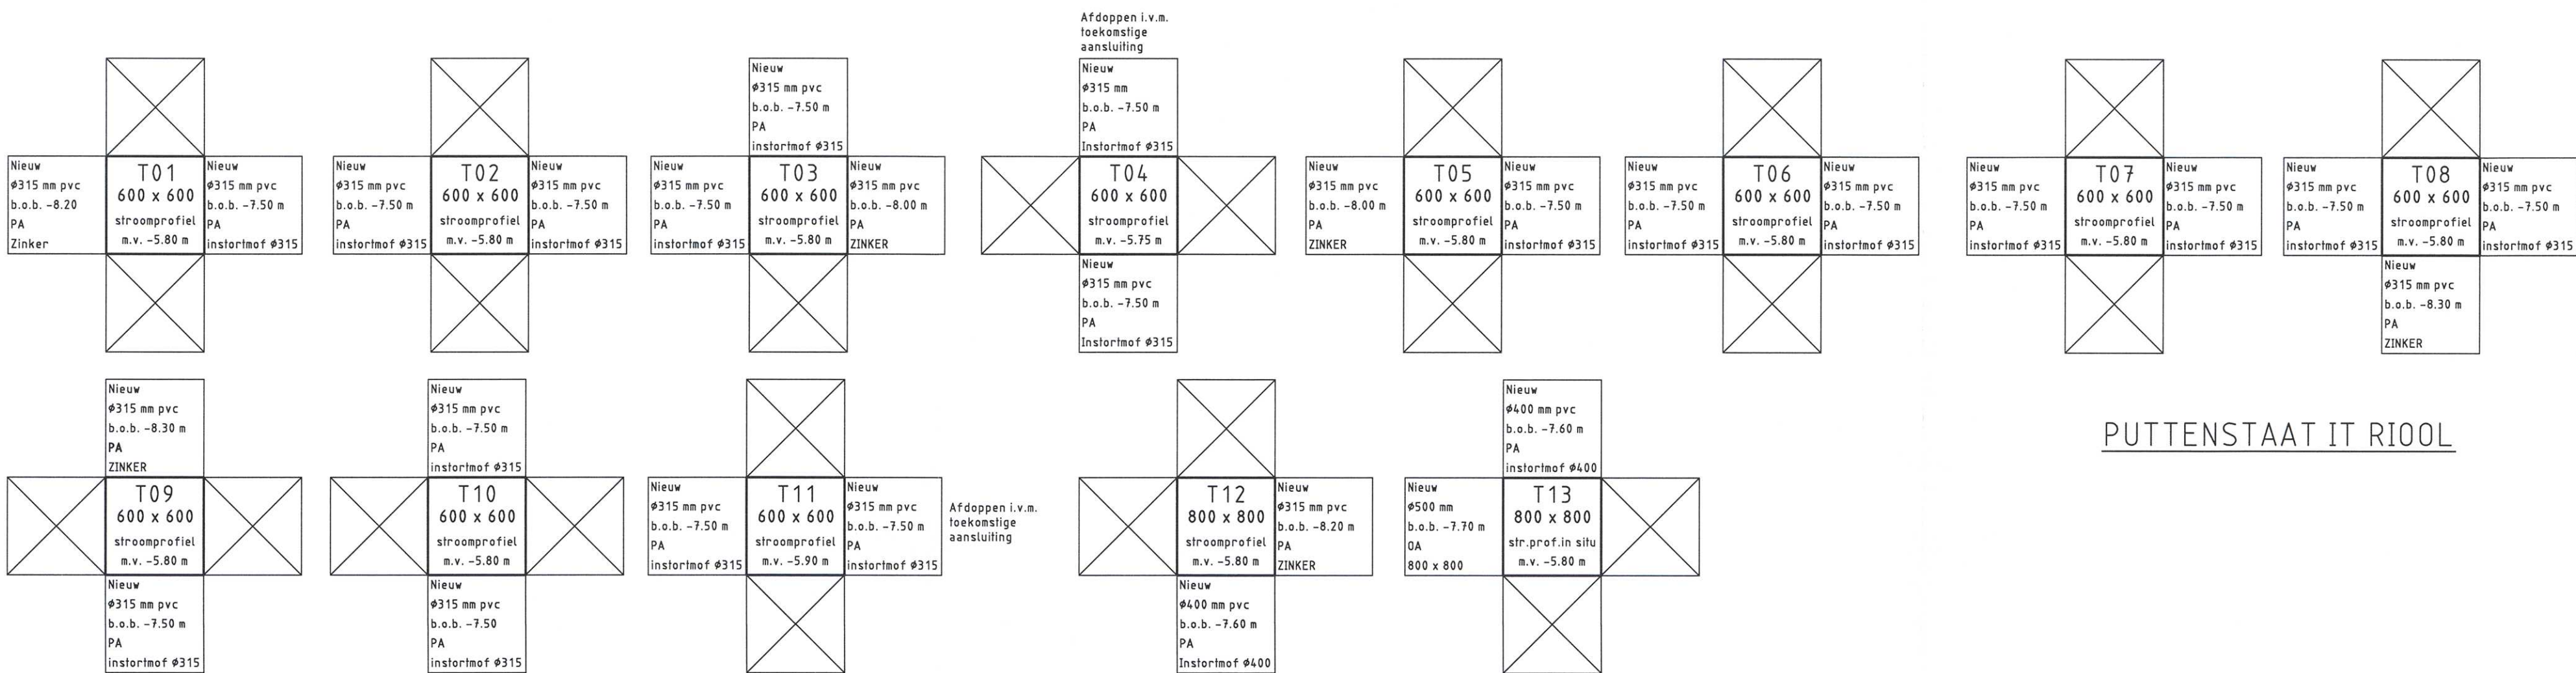 Nieuw
ø315 mm pvc
b.o.b. -8.20
PA
Zinker
T01
600 x 600
stroomprofiel
m.v. -5.80 m
Nieuw
ø315 mm pvc
b.o.b. -7.50 m
PA
instortmof ø315
Nieuw
ø315 mm pvc
b.o.b. -7.50 m
PA
instortmof ø315
T02
600 x 600
stroomprofiel
m.v. -5.80 m
Nieuw
ø315 mm pvc
b.o.b. -7.50 m
PA
instortmof ø315
Nieuw
ø315 mm pvc
b.o.b. -7.50 m
PA
instortmof ø315
Nieuw
ø315 mm pvc
b.o.b. -7.50 m
PA
instortmof ø315
T03
600 x 600
stroomprofiel
m.v. -5.80 m
Nieuw
ø315 mm pvc
b.o.b. -8.00 m
PA
ZINKER
Afdoppen i.v.m.
toekomstige
aansluiting
Nieuw
ø315 mm
b.o.b. -7.50 m
PA
Instortmof ø315
T04
600 x 600
stroomprofiel
m.v. -5.75 m
Nieuw
ø315 mm pvc
b.o.b. -7.50 m
PA
Instortmof ø315
Nieuw
ø315 mm pvc
b.o.b. -8.00 m
PA
ZINKER
T05
600 x 600
stroomprofiel
m.v. -5.80 m
Nieuw
ø315 mm pvc
b.o.b. -7.50 m
PA
instortmof ø315
Nieuw
ø315 mm pvc
b.o.b. -7.50 m
PA
instortmof ø315
T06
600 x 600
stroomprofiel
m.v. -5.80 m
Nieuw
ø315 mm pvc
b.o.b. -7.50 m
PA
instortmof ø315
Nieuw
ø315 mm pvc
b.o.b. -7.50 m
PA
instortmof ø315
T07
600 x 600
stroomprofiel
m.v. -5.80 m
Nieuw
ø315 mm pvc
b.o.b. -7.50 m
PA
instortmof ø315
Nieuw
ø315 mm pvc
b.o.b. -7.50 m
PA
instortmof ø315
T08
600 x 600
stroomprofiel
m.v. -5.80 m
Nieuw
ø315 mm pvc
b.o.b. -7.50 m
PA
instortmof ø315
Nieuw
ø315 mm pvc
b.o.b. -8.30 m
PA
ZINKER
Nieuw
ø315 mm pvc
b.o.b. -8.30 m
PA
ZINKER
T09
600 x 600
stroomprofiel
m.v. -5.80 m
Nieuw
ø315 mm pvc
b.o.b. -7.50 m
PA
instortmof ø315
Nieuw
ø315 mm pvc
b.o.b. -7.50 m
PA
instortmof ø315
T10
600 x 600
stroomprofiel
m.v. -5.80 m
Nieuw
ø315 mm pvc
b.o.b. -7.50
PA
instortmof ø315
Nieuw
ø315 mm pvc
b.o.b. -7.50 m
PA
instortmof ø315
T11
600 x 600
stroomprofiel
m.v. -5.90 m
Nieuw
ø315 mm pvc
b.o.b. -7.50 m
PA
instortmof ø315
Afdoppen i.v.m.
toekomstige
aansluiting
T12
800 x 800
stroomprofiel
m.v. -5.80 m
Nieuw
ø315 mm pvc
b.o.b. -8.20 m
PA
ZINKER
Nieuw
ø400 mm pvc
b.o.b. -7.60 m
PA
Instortmof ø400
Nieuw
ø400 mm pvc
b.o.b. -7.60 m
PA
instortmof ø400
Nieuw
ø500 mm
b.o.b. -7.70 m
OA
800 x 800
T13
800 x 800
str.prof.in situ
m.v. -5.80 m
PUTTENSTAAT IT RIOOL